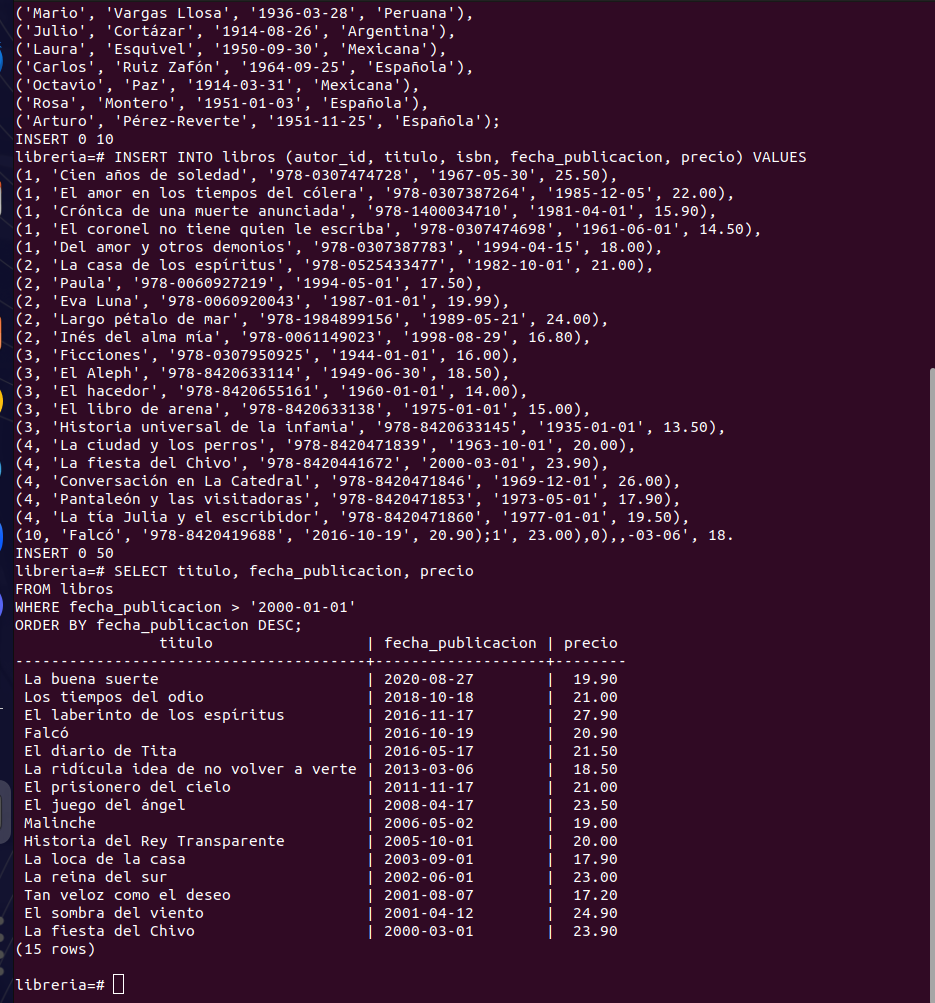 ('Mario', 'Vargas Llosa', '1936-03-28', 'Peruana'),
('Julio', 'Cortázar', '1914-08-26', 'Argentina'),
('Laura', 'Esquivel', '1950-09-30', 'Mexicana'),
('Carlos', 'Ruiz Zafón', '1964-09-25', 'Española'),
('Octavio', 'Paz', '1914-03-31', 'Mexicana'),
('Rosa', 'Montero', '1951-01-03', 'Española'),
('Arturo', 'Pérez-Reverte', '1951-11-25', 'Española');
INSERT 0 10
libreria=# INSERT INTO libros (autor_id, titulo, isbn, fecha_publicacion, precio) VALUES
(1, 'Cien años de soledad', '978-0307474728', '1967-05-30', 25.50),
(1, 'El amor en los tiempos del cólera', '978-0307387264', '1985-12-05', 22.00),
(1, 'Crónica de una muerte anunciada', '978-1400034710', '1981-04-01', 15.90),
(1, 'El coronel no tiene quien le escriba', '978-0307474698', '1961-06-01', 14.50),
(1, 'Del amor y otros demonios', '978-0307387783', '1994-04-15', 18.00),
(2, 'La casa de los espíritus', '978-0525433477', '1982-10-01', 21.00),
(2, 'Paula', '978-0060927219', '1994-05-01', 17.50),
(2, 'Eva Luna', '978-0060920043', '1987-01-01', 19.99),
(2, 'Largo pétalo de mar', '978-1984899156', '1989-05-21', 24.00),
(2, 'Inés del alma mía', '978-0061149023', '1998-08-29', 16.80),
(3, 'Ficciones', '978-0307950925', '1944-01-01', 16.00),
(3, 'El Aleph', '978-8420633114', '1949-06-30', 18.50),
(3, 'El hacedor', '978-8420655161', '1960-01-01', 14.00),
(3, 'El libro de arena', '978-8420633138', '1975-01-01', 15.00),
(3, 'Historia universal de la infamia', '978-8420633145', '1935-01-01', 13.50),
(4, 'La ciudad y los perros', '978-8420471839', '1963-10-01', 20.00),
(4, 'La fiesta del Chivo', '978-8420441672', '2000-03-01', 23.90),
(4, 'Conversación en La Catedral', '978-8420471846', '1969-12-01', 26.00),
(4, 'Pantaleón y las visitadoras', '978-8420471853', '1973-05-01', 17.90),
(4, 'La tía Julia y el escribidor', '978-8420471860', '1977-01-01', 19.50),
(10, 'Falcó', '978-8420419688', '2016-10-19', 20.90);1', 23.00),0),,-03-06', 18.
INSERT 0 50
libreria=# SELECT titulo, fecha_publicacion, precio
FROM libros
WHERE fecha_publicacion > '2000-01-01'
ORDER BY fecha_publicacion DESC;
titulo | fecha_publicacion | precio
---------------------------------------+-------------------+--------
La buena suerte | 2020-08-27 | 19.90
Los tiempos del odio | 2018-10-18 | 21.00
El laberinto de los espíritus | 2016-11-17 | 27.90
Falcó | 2016-10-19 | 20.90
El diario de Tita | 2016-05-17 | 21.50
La ridícula idea de no volver a verte | 2013-03-06 | 18.50
El prisionero del cielo | 2011-11-17 | 21.00
El juego del ángel | 2008-04-17 | 23.50
Malinche | 2006-05-02 | 19.00
Historia del Rey Transparente | 2005-10-01 | 20.00
La loca de la casa | 2003-09-01 | 17.90
La reina del sur | 2002-06-01 | 23.00
Tan veloz como el deseo | 2001-08-07 | 17.20
El sombra del viento | 2001-04-12 | 24.90
La fiesta del Chivo | 2000-03-01 | 23.90
(15 rows)
libreria=#